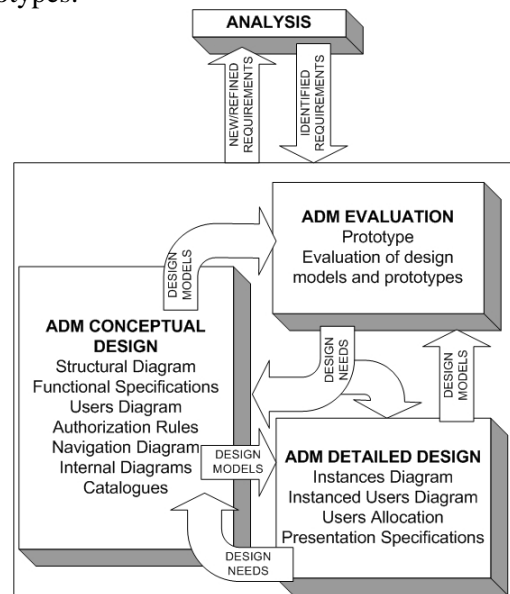 otypes.
ANALYSIS
NEW/REFINED
REQUIREMENTS
IDENTIFIED
REQUIREMENTS
ADM EVALUATION
Prototype
Evaluation of design
models and prototypes
DESIGN
MODELS
ADM CONCEPTUAL
DESIGN
Structural Diagram
Functional Specifications
Users Diagram
Authorization Rules
Navigation Diagram
Internal Diagrams
Catalogues
DESIGN
NEEDS
DESIGN
MODELS
DESIGN
MODELS
ADM DETAILED DESIGN
Instances Diagram
Instanced Users Diagram
Users Allocation
Presentation Specifications
DESIGN
NEEDS